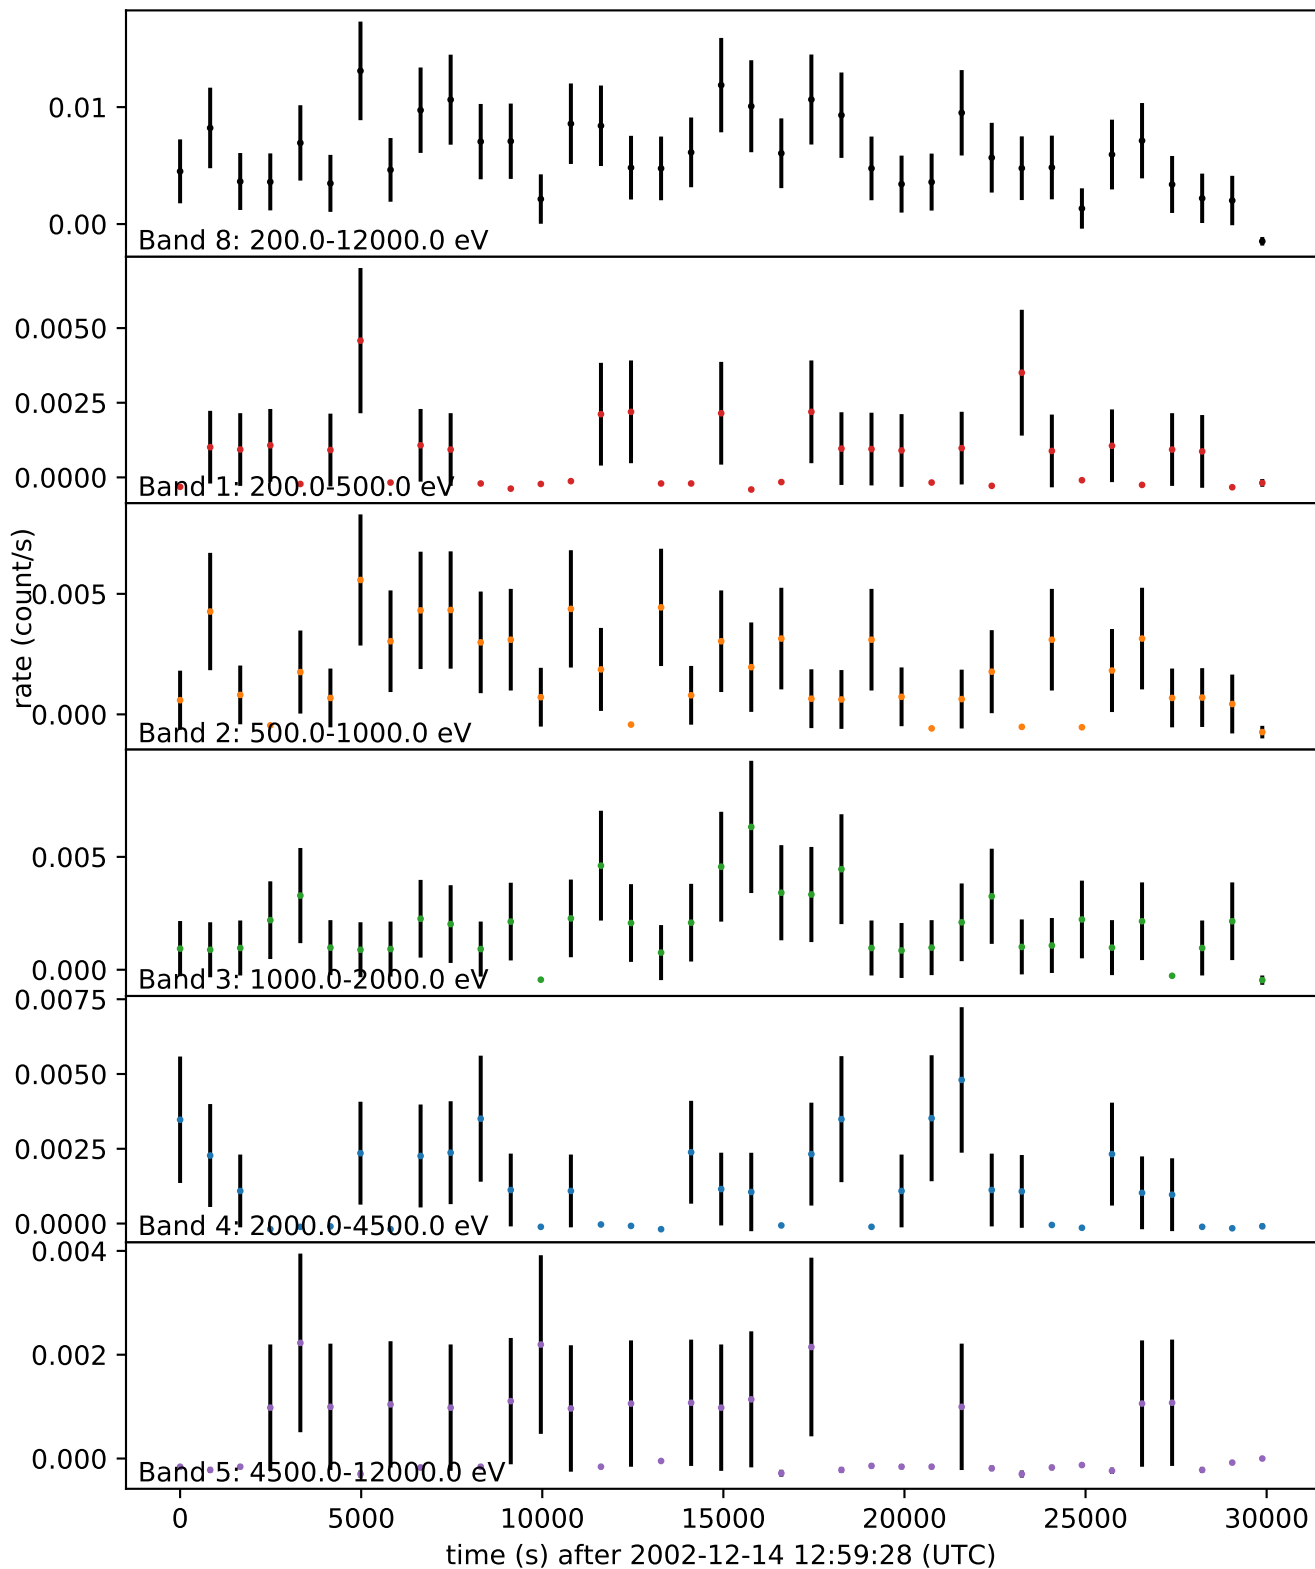 0.01
0.00
Band 8: 200.0-12000.0 eV
0.0050
0.0025
0.0000
Band 1: 200.0-500.0 eV
rate (count/s)
0.005
0.000
Band 2: 500.0-1000.0 eV
0.005
0.000
Band 3: 1000.0-2000.0 eV
0.0075
0.0050
0.0025
0.0000
Band 4: 2000.0-4500.0 eV
0.004
0.002
0.000
Band 5: 4500.0-12000.0 eV
0 5000 10000 15000 20000 25000 30000
time (s) after 2002-12-14 12:59:28 (UTC)